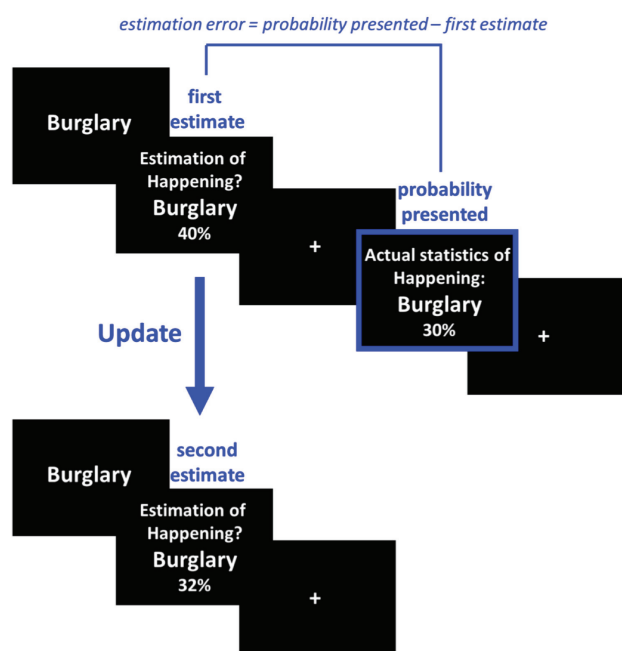 estimation error = probability presented – first estimate
Burglary
first
estimate
Estimation of
Happening?
Burglary
40%
+
probability
presented
Actual statistics of
Happening:
Burglary
30%
+
Update
Burglary
second
estimate
Estimation of
Happening?
Burglary
32%
+